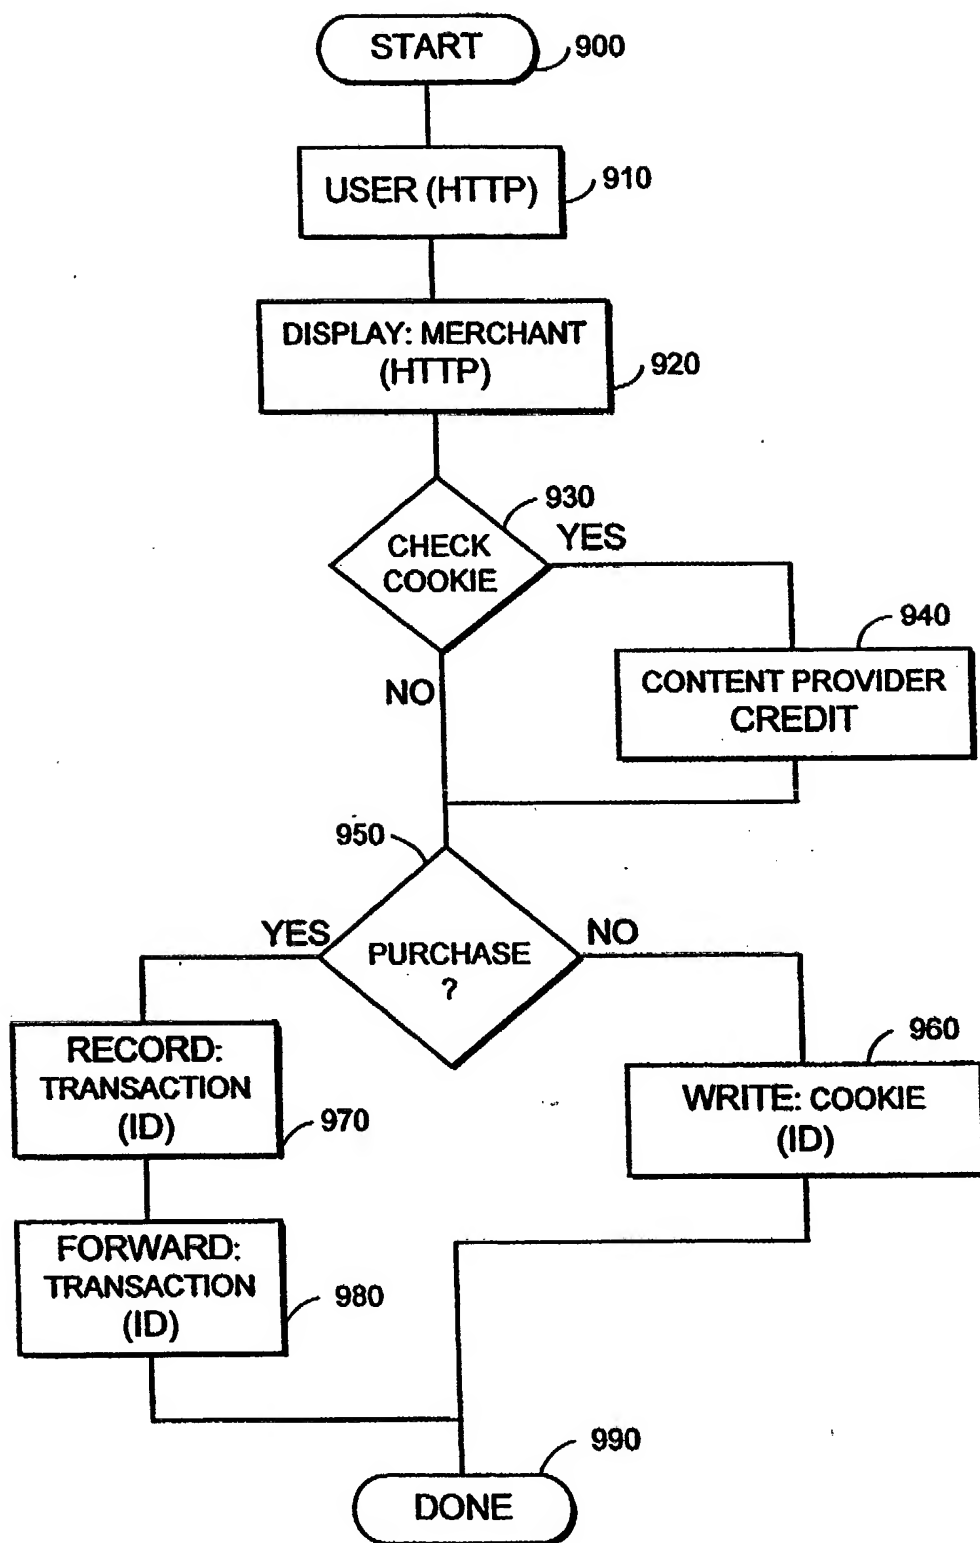 START
900
USER (HTTP)
910
DISPLAY: MERCHANT
(HTTP)
920
930
CHECK
COOKIE
YES
NO
940
CONTENT PROVIDER
CREDIT
950
YES
PURCHASE
?
NO
RECORD:
TRANSACTION
(ID)
970
960
WRITE: COOKIE
(ID)
FORWARD:
TRANSACTION
(ID)
980
990
DONE